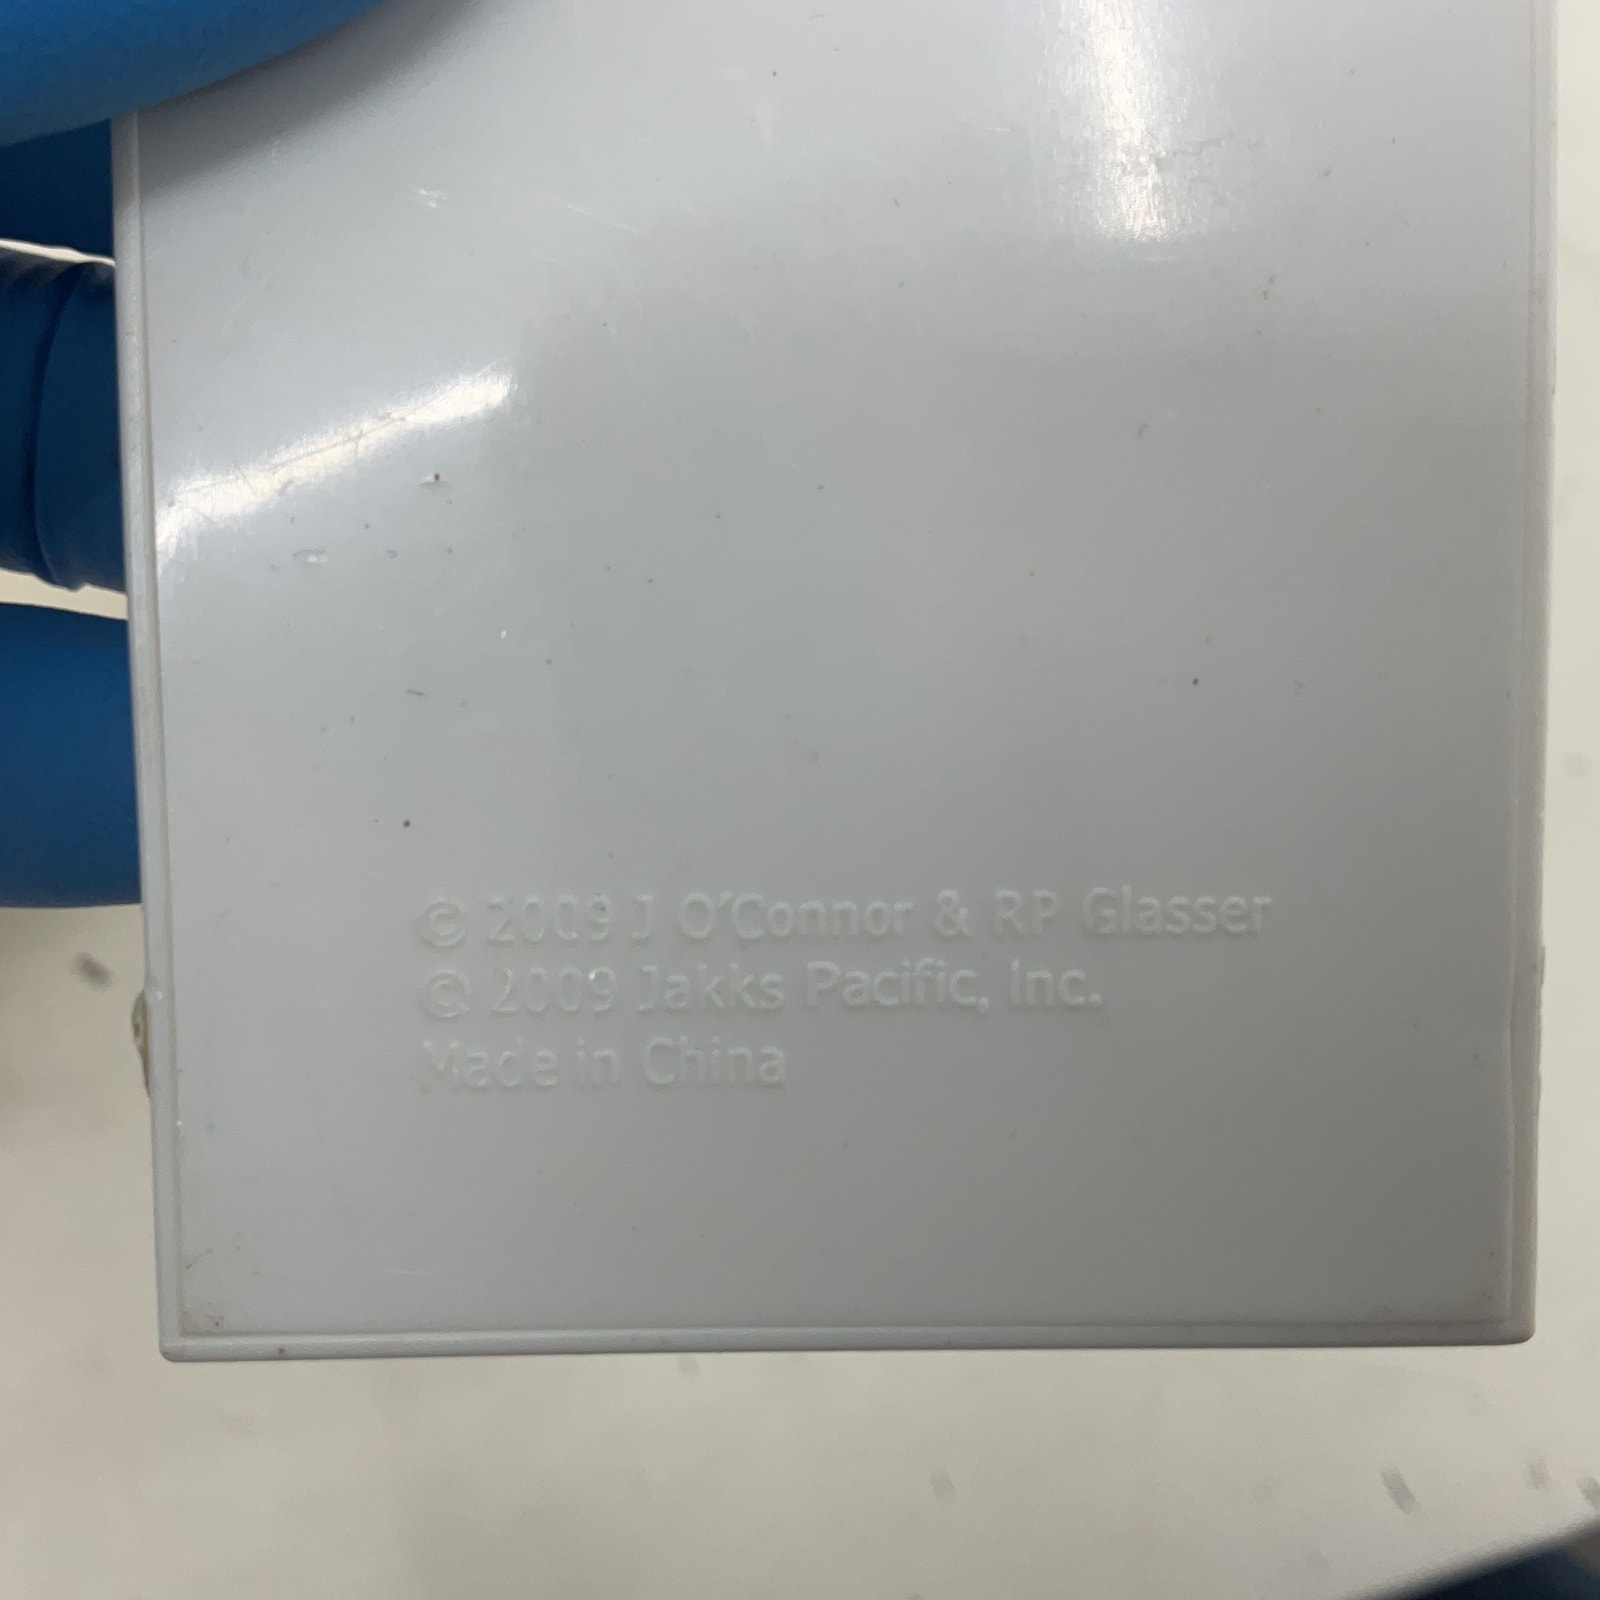 © 2009 J O'Connor & RP Glasser
© 2009 Jakks Pacific, Inc.
Made in China